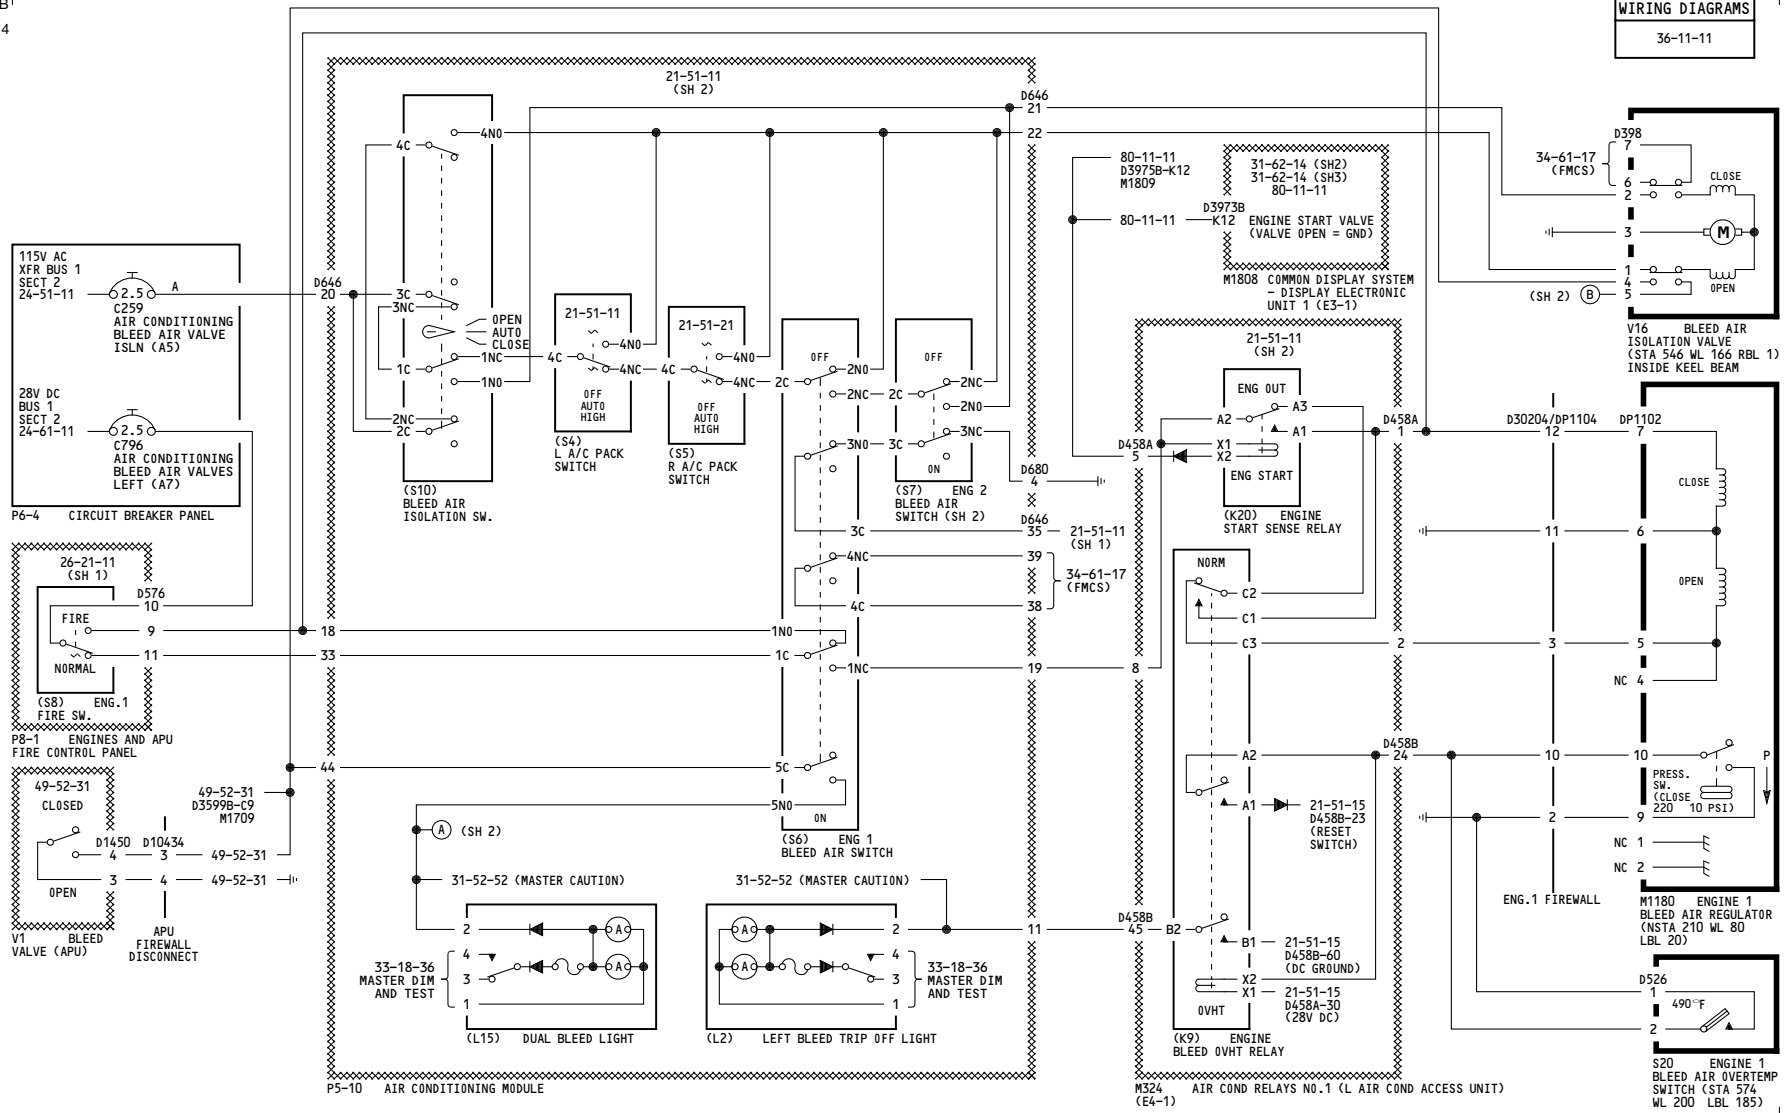 B
4
WIRING DIAGRAMS
36-11-11
21-51-11
(SH 2)
D646
21
22
4NO
4C
D646
20
3C
3NC
OPEN
AUTO
CLOSE
1NC
1C
1NO
2NC
2C
(S10)
BLEED AIR
ISOLATION SW.
115V AC
XFR BUS 1
SECT 2
24-51-11
2.5
A
C259
AIR CONDITIONING
BLEED AIR VALVE
ISLN (A5)
28V DC
BUS 1
SECT 2
24-61-11
2.5
C796
AIR CONDITIONING
BLEED AIR VALVES
LEFT (A7)
P6-4 CIRCUIT BREAKER PANEL
21-51-11
4NO
4C
4NC
OFF
AUTO
HIGH
(S4)
L A/C PACK
SWITCH
21-51-21
4NO
4C
4NC
OFF
AUTO
HIGH
(S5)
R A/C PACK
SWITCH
OFF
2NO
2C
2NC
3NO
3C
4NC
4C
1NO
1C
1NC
5C
5NO
ON
(S6) ENG 1
BLEED AIR SWITCH
OFF
2NC
2C
2NO
3NC
3C
ON
(S7) ENG 2
BLEED AIR
SWITCH (SH 2)
D680
4
D646
35
21-51-11
(SH 1)
39
34-61-17
(FMCS)
38
19
26-21-11
(SH 1)
D576
10
FIRE
9
11
NORMAL
18
33
(S8) ENG.1
FIRE SW.
P8-1 ENGINES AND APU
FIRE CONTROL PANEL
49-52-31
CLOSED
D1450
D10434
4
3
49-52-31
3
4
49-52-31
OPEN
49-52-31
D3599B-C9
M1709
44
V1 BLEED
VALVE (APU)
APU
FIREWALL
DISCONNECT
A
(SH 2)
31-52-52 (MASTER CAUTION)
31-52-52 (MASTER CAUTION)
2
A
4
A
3
1
33-18-36
MASTER DIM
AND TEST
(L15) DUAL BLEED LIGHT
A
2
A
4
3
1
33-18-36
MASTER DIM
AND TEST
(L2) LEFT BLEED TRIP OFF LIGHT
11
P5-10 AIR CONDITIONING MODULE
80-11-11
D3975B-K12
M1809
80-11-11
31-62-14 (SH2)
31-62-14 (SH3)
80-11-11
D3973B
K12
ENGINE START VALVE
(VALVE OPEN = GND)
M1808 COMMON DISPLAY SYSTEM
- DISPLAY ELECTRONIC
UNIT 1 (E3-1)
21-51-11
(SH 2)
ENG OUT
A2
A3
A1
D458A
5
X1
X2
ENG START
D458A
1
(K20) ENGINE
START SENSE RELAY
NORM
C2
C1
C3
2
8
A2
D458B
24
A1
21-51-15
D458B-23
(RESET
SWITCH)
D458B
45
B2
B1
21-51-15
D458B-60
(DC GROUND)
X2
X1
21-51-15
D458A-30
(28V DC)
OVHT
(K9) ENGINE
BLEED OVHT RELAY
M324 AIR COND RELAYS NO.1 (L AIR COND ACCESS UNIT)
(E4-1)
D398
34-61-17
(FMCS)
7
6
2
CLOSE
3
M
1
4
5
OPEN
(SH 2)
B
V16 BLEED AIR
ISOLATION VALVE
(STA 546 WL 166 RBL 1)
INSIDE KEEL BEAM
D30204/DP1104
DP1102
12
7
CLOSE
11
6
OPEN
3
5
NC 4
10
10
PRESS.
SW.
(CLOSE
220 10 PSI)
P
2
9
NC 1
NC 2
ENG.1 FIREWALL
M1180 ENGINE 1
BLEED AIR REGULATOR
(NSTA 210 WL 80
LBL 20)
D526
1
490°F
2
S20 ENGINE 1
BLEED AIR OVERTEMP
SWITCH (STA 574
WL 200 LBL 185)